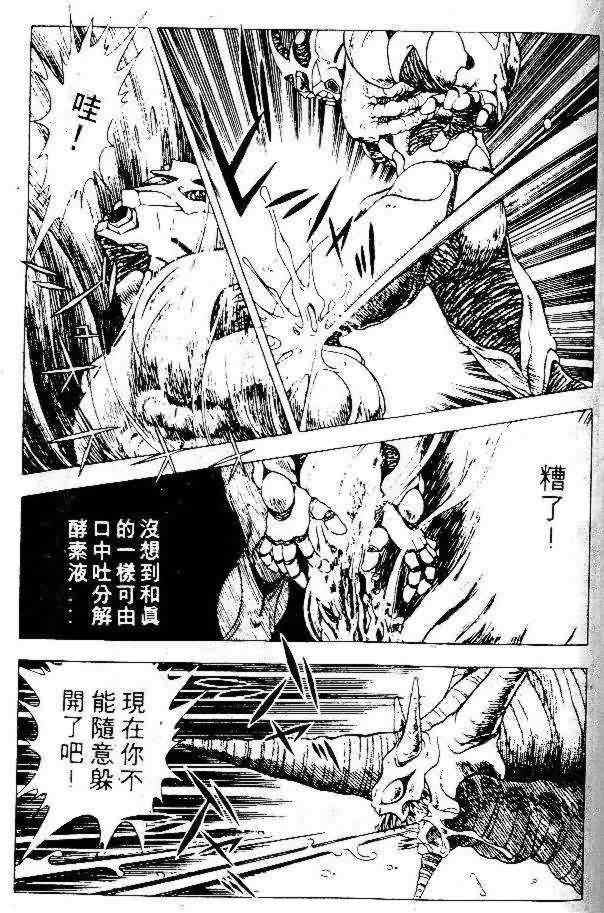 哇！
糟了！
沒想到和眞
的一樣可由
口中吐分解
酵素液⋯
現在你不
能隨意躲
開了吧！